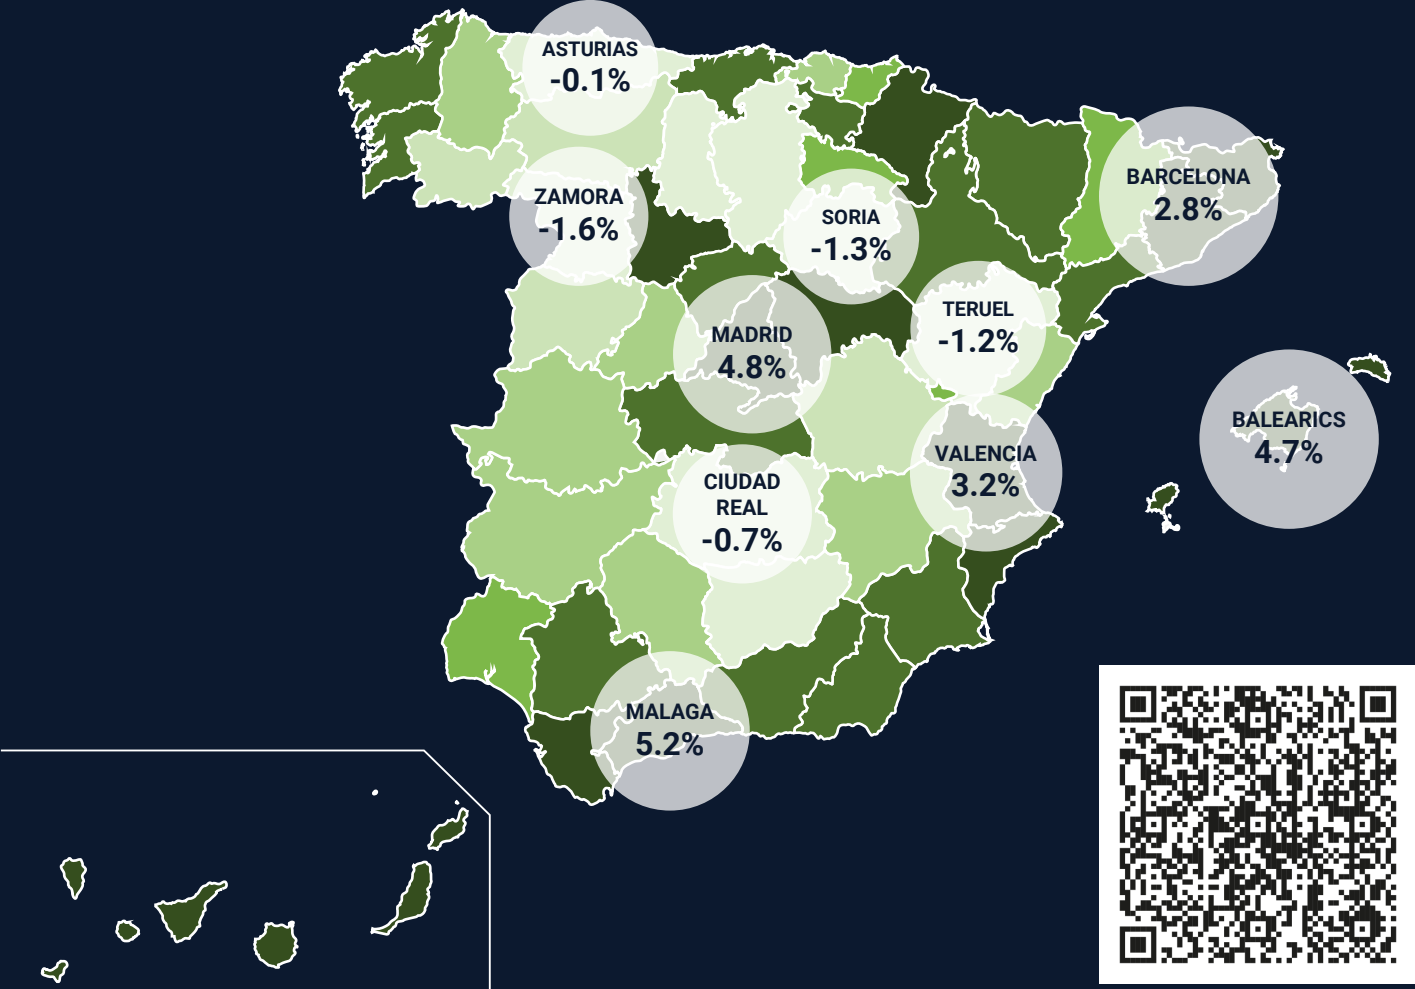 ASTURIAS
-0.1%
ZAMORA
-1.6%
SORIA
-1.3%
BARCELONA
2.8%
MADRID
4.8%
TERUEL
-1.2%
BALEARICS
4.7%
VALENCIA
3.2%
CIUDAD
REAL
-0.7%
MALAGA
5.2%